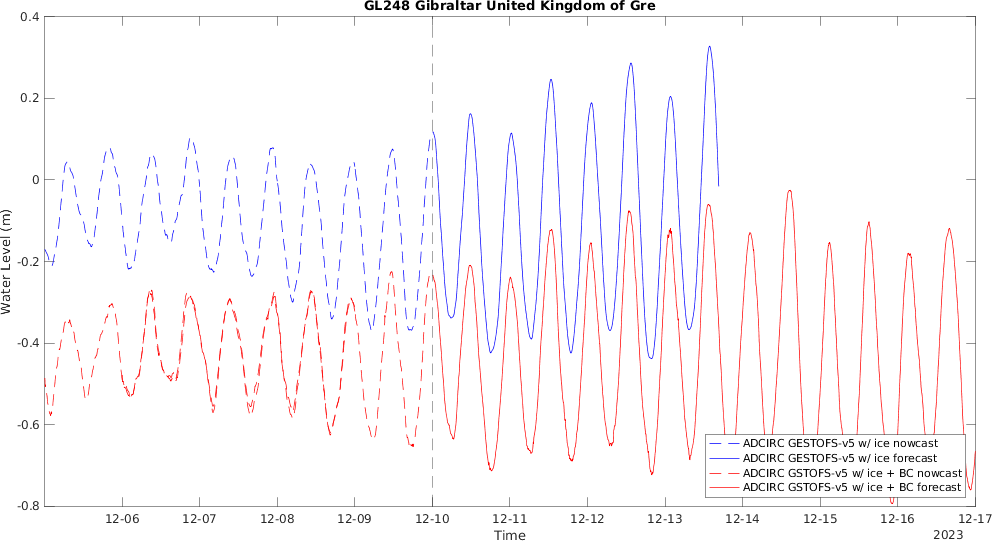 GL248 Gibraltar United Kingdom of Gre
0.4
0.2
0
-0.2
-0.4
-0.6
-0.8
Water Level (m)
ADCIRC GESTOFS-v5 w/ ice nowcast
ADCIRC GESTOFS-v5 w/ ice forecast
ADCIRC GSTOFS-v5 w/ ice + BC nowcast
ADCIRC GSTOFS-v5 w/ ice + BC forecast
12-06 12-07 12-08 12-09 12-10 12-11 12-12 12-13 12-14 12-15 12-16 12-17
Time
2023